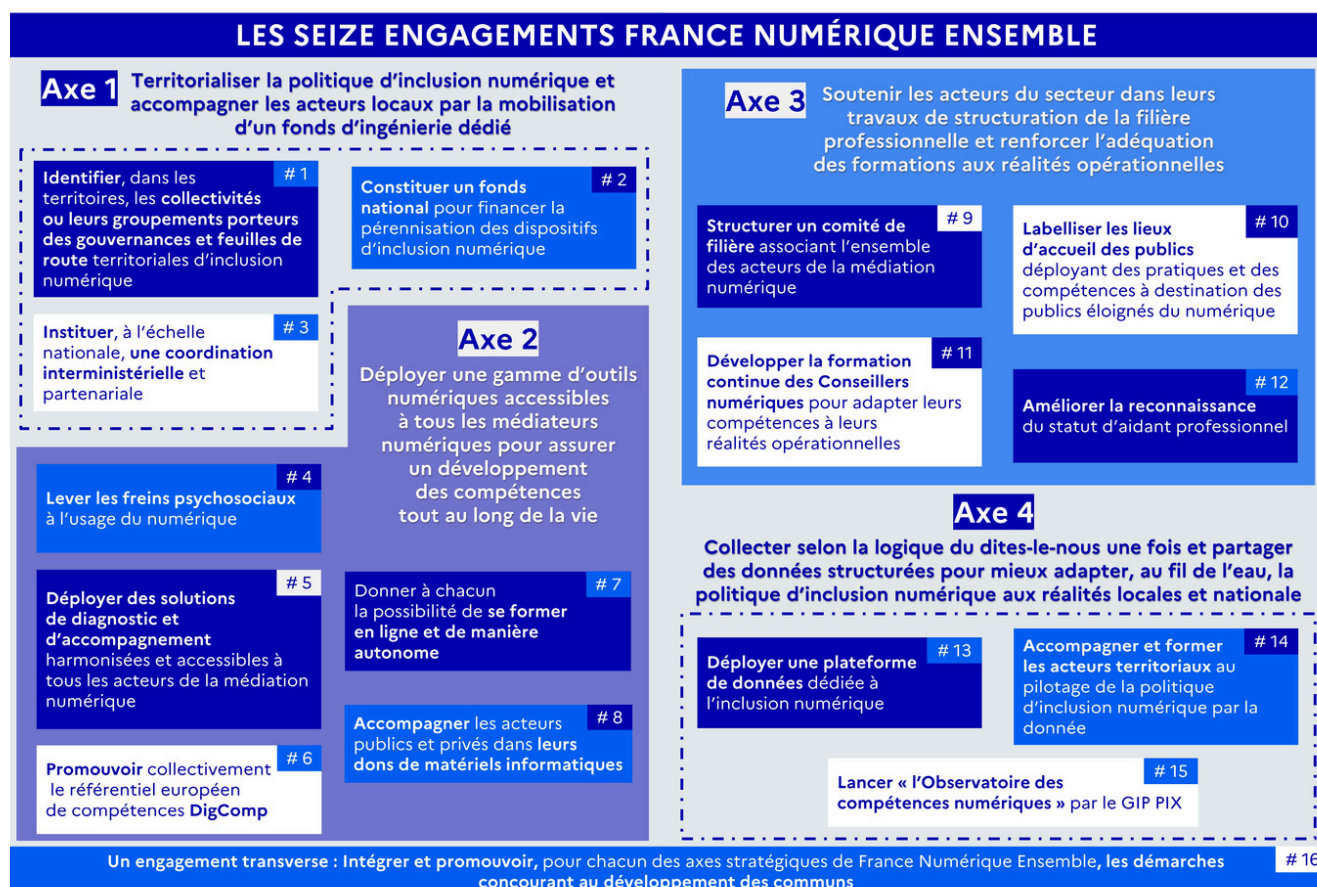 LES SEIZE ENGAGEMENTS FRANCE NUMÉRIQUE ENSEMBLE
Axe 1
Territorialiser la politique d'inclusion numérique et
accompagner les acteurs locaux par la mobilisation
d'un fonds d'ingénierie dédié
# 1
Identifier, dans les
territoires, les collectivités
ou leurs groupements porteurs
des gouvernances et feuilles de
route territoriales d'inclusion
numérique
# 2
Constituer un fonds
national pour financer la
pérennisation des dispositifs
d'inclusion numérique
# 3
Instituer, à l'échelle
nationale, une coordination
interministérielle et
partenariale
Axe 2
Déployer une gamme d'outils
numériques accessibles
à tous les médiateurs
numériques pour assurer
un développement
des compétences
tout au long de la vie
# 4
Lever les freins psychosociaux
à l'usage du numérique
# 5
Déployer des solutions
de diagnostic et
d'accompagnement
harmonisées et accessibles à
tous les acteurs de la médiation
numérique
# 6
Promouvoir collectivement
le référentiel européen
de compétences DigComp
# 7
Donner à chacun
la possibilité de se former
en ligne et de manière
autonome
# 8
Accompagner les acteurs
publics et privés dans leurs
dons de matériels informatiques
Axe 3
Soutenir les acteurs du secteur dans leurs
travaux de structuration de la filière
professionnelle et renforcer l'adéquation
des formations aux réalités opérationnelles
# 9
Structurer un comité de
filière associant l'ensemble
des acteurs de la médiation
numérique
# 10
Labelliser les lieux
d'accueil des publics
déployant des pratiques et des
compétences à destination des
publics éloignés du numérique
# 11
Développer la formation
continue des Conseillers
numériques pour adapter leurs
compétences à leurs
réalités opérationnelles
# 12
Améliorer la reconnaissance
du statut d'aidant professionnel
Axe 4
Collecter selon la logique du dites-le-nous une fois et partager
des données structurées pour mieux adapter, au fil de l'eau, la
politique d'inclusion numérique aux réalités locales et nationale
# 13
Déployer une plateforme
de données dédiée à
l'inclusion numérique
# 14
Accompagner et former
les acteurs territoriaux au
pilotage de la politique
d'inclusion numérique par la
donnée
# 15
Lancer « l'Observatoire des
compétences numériques » par le GIP PIX
Un engagement transverse : Intégrer et promouvoir, pour chacun des axes stratégiques de France Numérique Ensemble, les démarches
# 16
concourant au développement des communs